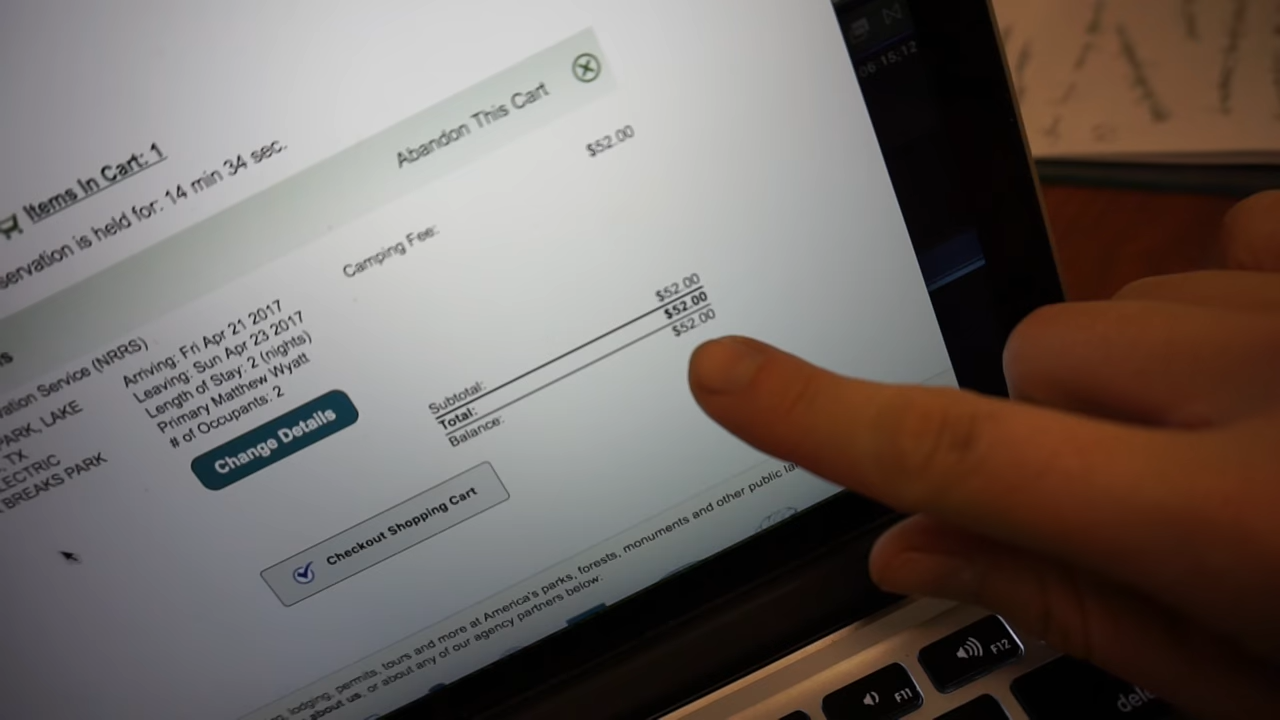 Items In Cart: 1
servation is held for: 14 min 34 sec.
Abandon This Cart
vation Service (NRRS)
PARK, LAKE
, TX
LECTRIC
BREAKS PARK
Arriving: Fri Apr 21 2017
Leaving: Sun Apr 23 2017
Length of Stay: 2 (nights)
Primary Matthew Wyatt
# of Occupants: 2
Change Details
Camping Fee: $52.00
Subtotal: $52.00
Total: $52.00
Balance: $52.00
Checkout Shopping Cart
lodging, permits, tours and more at America's parks, forests, monuments and other public la
about us, or about any of our agency partners below.
06:15;12
F11
F12
dele